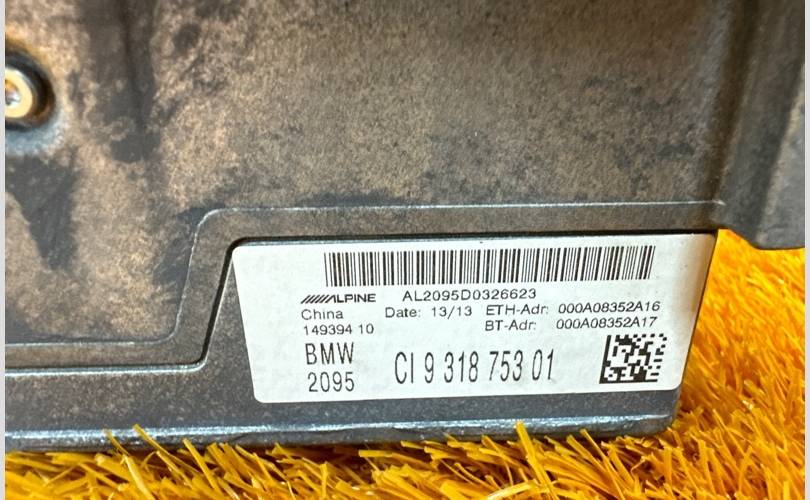 ALPINE AL2095D0326623
China Date: 13/13 ETH-Adr: 000A08352A16
149394 10 BT-Adr: 000A08352A17
BMW
2095 CI 9 318 753 01